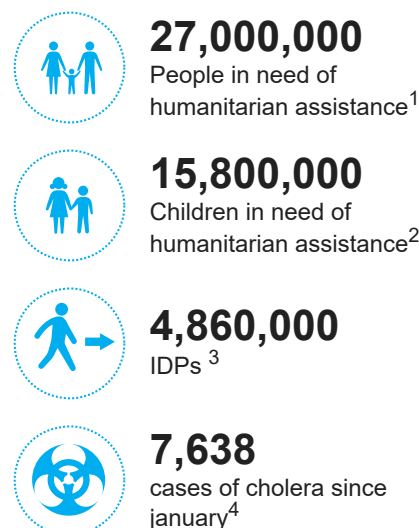 27,000,000
People in need of
humanitarian assistance1
15,800,000
Children in need of
humanitarian assistance2
4,860,000
IDPs 3
7,638
cases of cholera since
january4